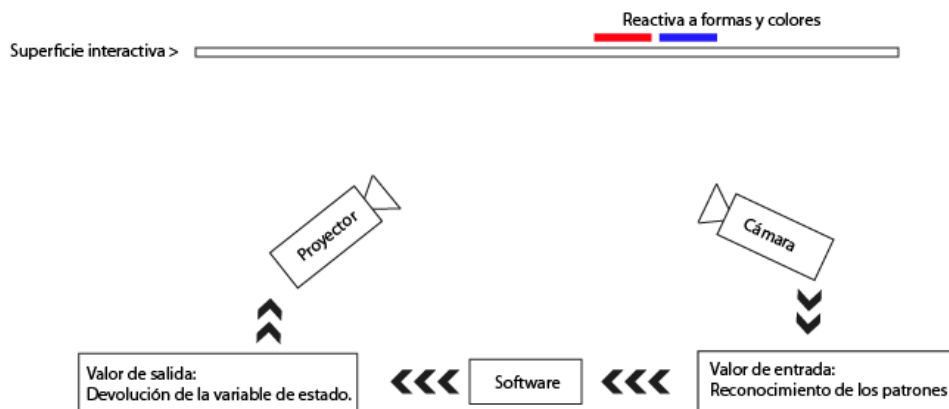 Reactiva a formas y colores
Superficie interactiva >
Proyector
Cámara
Valor de salida:
Devolución de la variable de estado.
Software
Valor de entrada:
Reconocimiento de los patrones